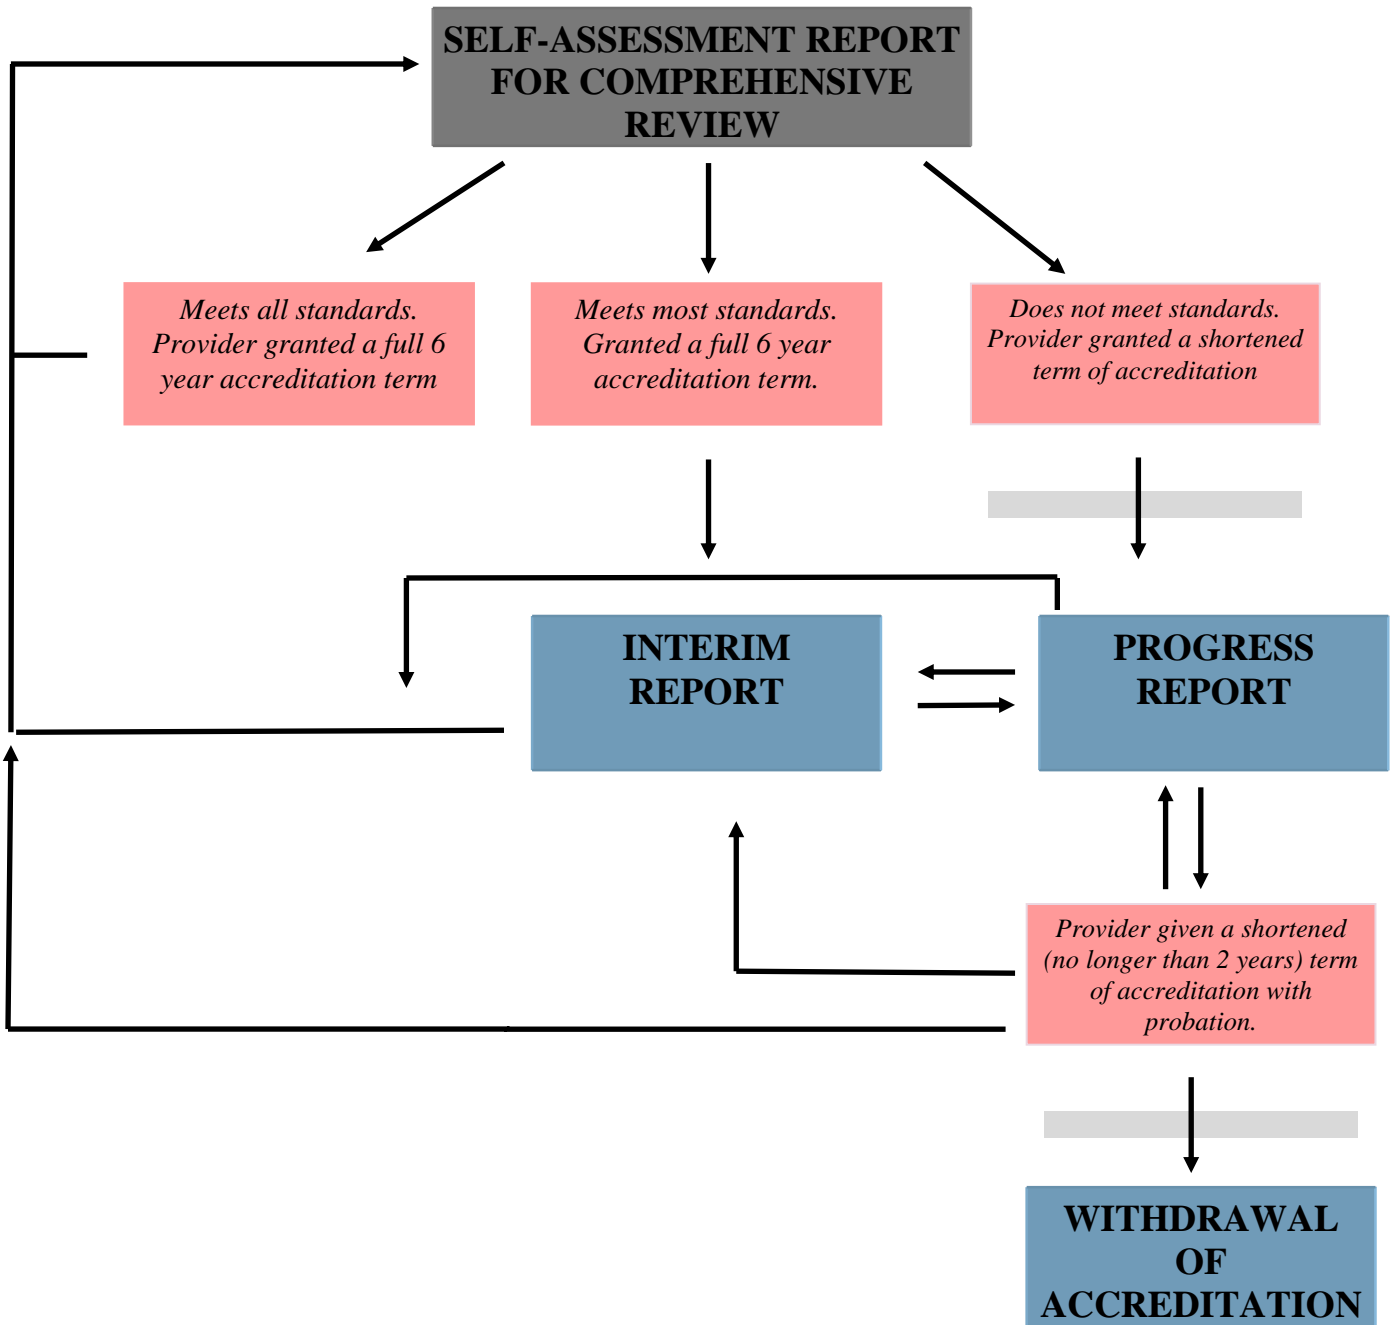 SELF-ASSESSMENT REPORT
FOR COMPREHENSIVE
REVIEW
Meets all standards.
Provider granted a full 6
year accreditation term
Meets most standards.
Granted a full 6 year
accreditation term.
Does not meet standards.
Provider granted a shortened
term of accreditation
INTERIM
REPORT
PROGRESS
REPORT
Provider given a shortened
(no longer than 2 years) term
of accreditation with
probation.
WITHDRAWAL
OF
ACCREDITATION